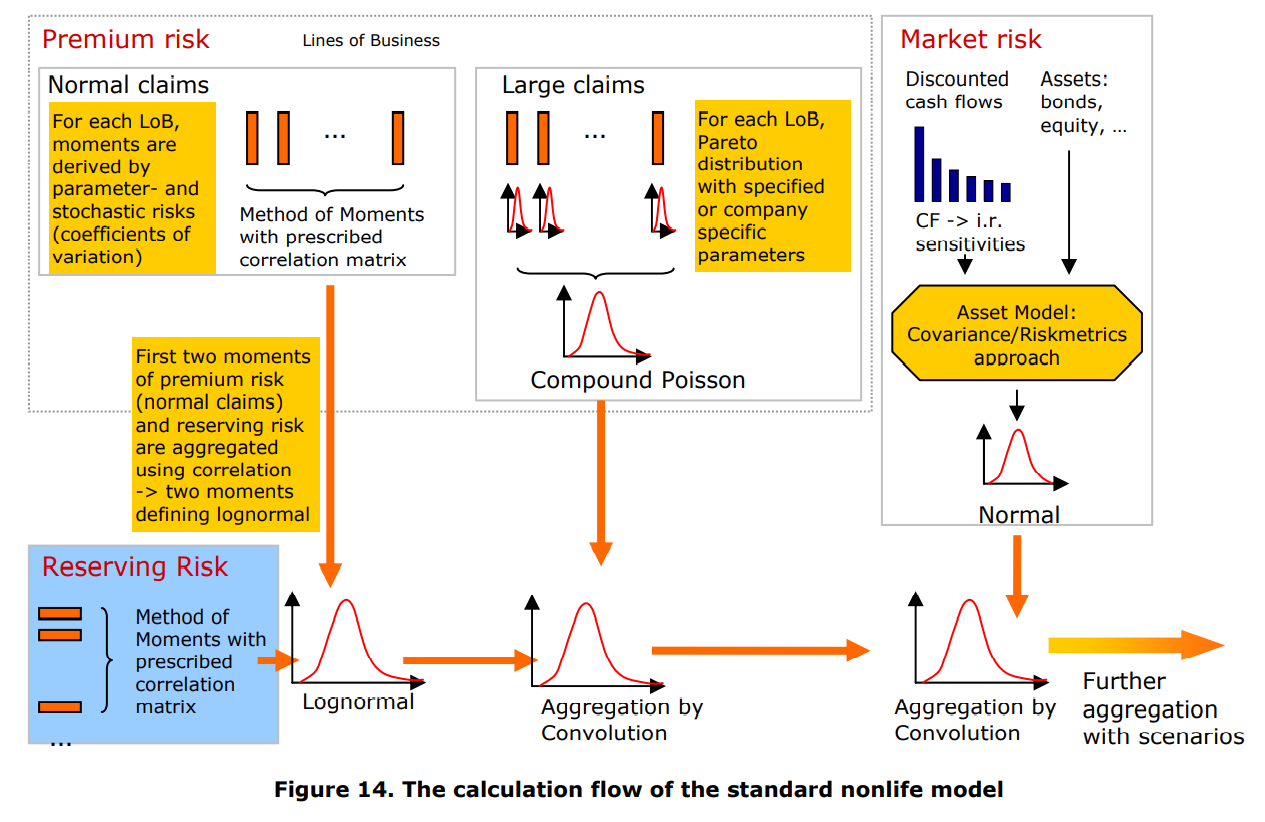 Premium risk
Lines of Business
Normal claims
For each LoB,
moments are
derived by
parameter- and
stochastic risks
(coefficients of
variation)
...
Method of Moments
with prescribed
correlation matrix
Large claims
...
For each LoB,
Pareto
distribution
with specified
or company
specific
parameters
Compound Poisson
Market risk
Discounted
cash flows
Assets:
bonds,
equity, ...
CF -> i.r.
sensitivities
Asset Model:
Covariance/Riskmetrics
approach
Normal
First two moments
of premium risk
(normal claims)
and reserving risk
are aggregated
using correlation
-> two moments
defining lognormal
Reserving Risk
Method of
Moments with
prescribed
correlation
matrix
...
Lognormal
Aggregation by
Convolution
Aggregation by
Convolution
Further
aggregation
with scenarios
Figure 14. The calculation flow of the standard nonlife model